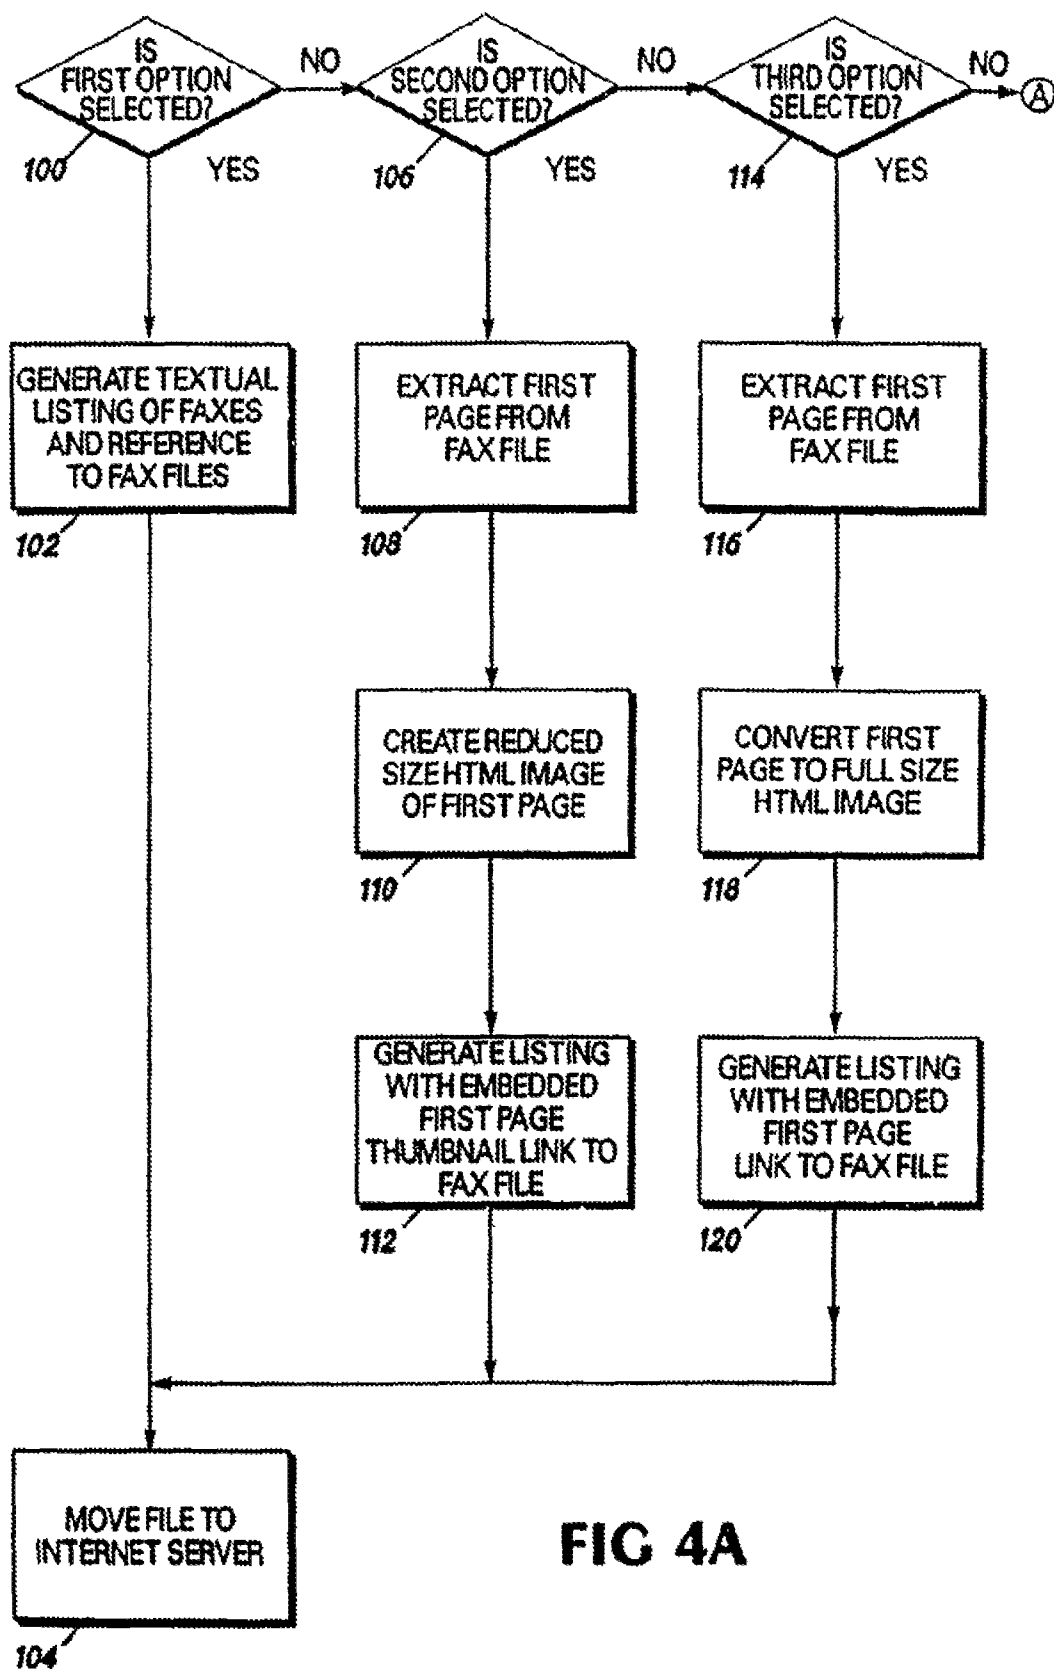 IS
FIRST OPTION
SELECTED?
100
YES
NO
IS
SECOND OPTION
SELECTED?
106
YES
NO
IS
THIRD OPTION
SELECTED?
114
YES
NO
A
GENERATE TEXTUAL
LISTING OF FAXES
AND REFERENCE
TO FAX FILES
102
EXTRACT FIRST
PAGE FROM
FAX FILE
108
EXTRACT FIRST
PAGE FROM
FAX FILE
116
CREATE REDUCED
SIZE HTML IMAGE
OF FIRST PAGE
110
CONVERT FIRST
PAGE TO FULL SIZE
HTML IMAGE
118
GENERATE LISTING
WITH EMBEDDED
FIRST PAGE
THUMBNAIL LINK TO
FAX FILE
112
GENERATE LISTING
WITH EMBEDDED
FIRST PAGE
LINK TO FAX FILE
120
MOVE FILE TO
INTERNET SERVER
104
FIG 4A